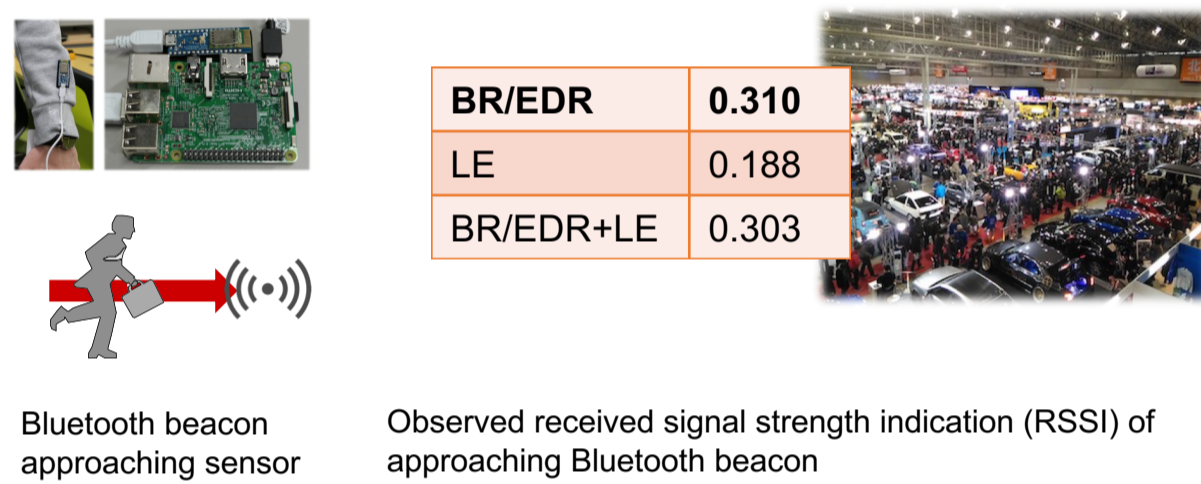 BR/EDR 0.310
LE 0.188
BR/EDR+LE 0.303
北
Bluetooth beacon
approaching sensor
Observed received signal strength indication (RSSI) of
approaching Bluetooth beacon